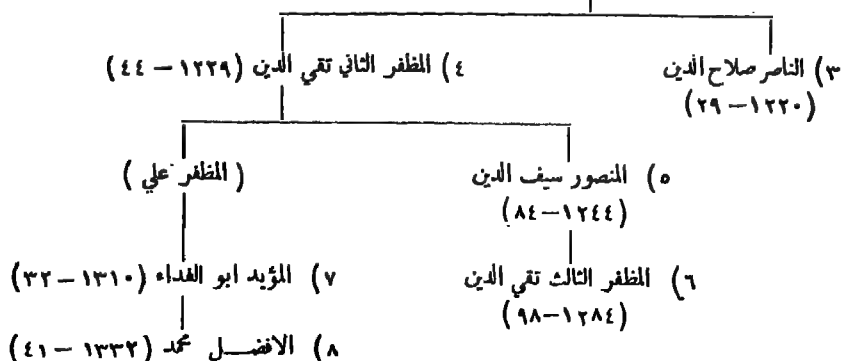 ٣) الناصر صلاح الدين
(١٢٢٠–٢٩)
٤) المظفر الثاني تقي الدين (١٢٢٩–٤٤)
٥) المنصور سيف الدين
(١٢٤٤–٨٤)
(المظفر علي)
٦) المظفر الثالث تقي الدين
(١٢٨٤–٩٨)
٧) المؤيد ابو الفداء (١٣١٠–٣٢)
٨) الافضل محمد (١٣٣٢–٤١)